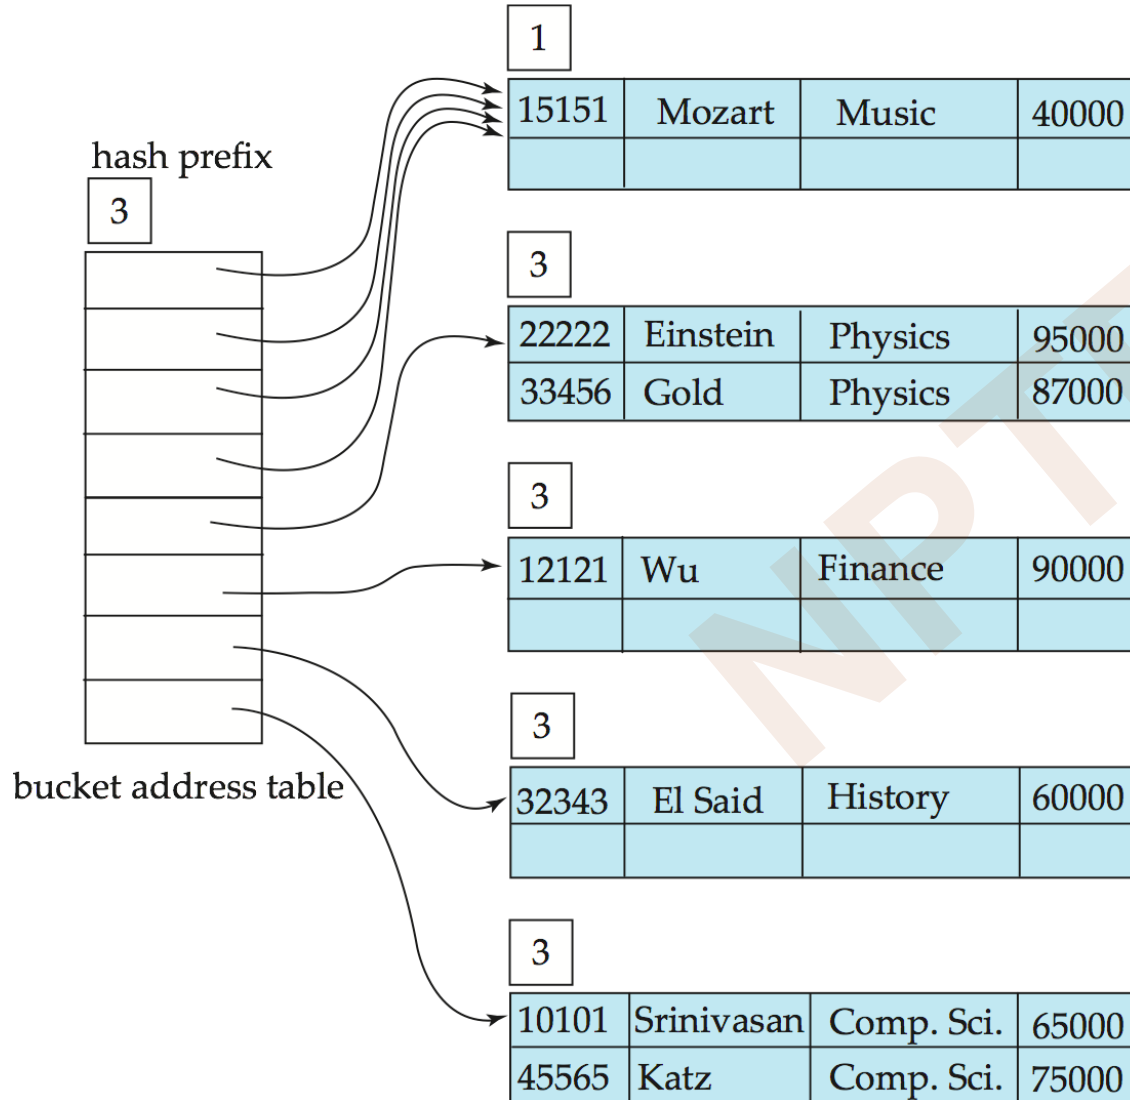 1
15151 Mozart Music 40000
hash prefix
3
3
22222 Einstein Physics 95000
33456 Gold Physics 87000
3
12121 Wu Finance 90000
3
bucket address table
32343 El Said History 60000
3
10101 Srinivasan Comp. Sci. 65000
45565 Katz Comp. Sci. 75000
NPT